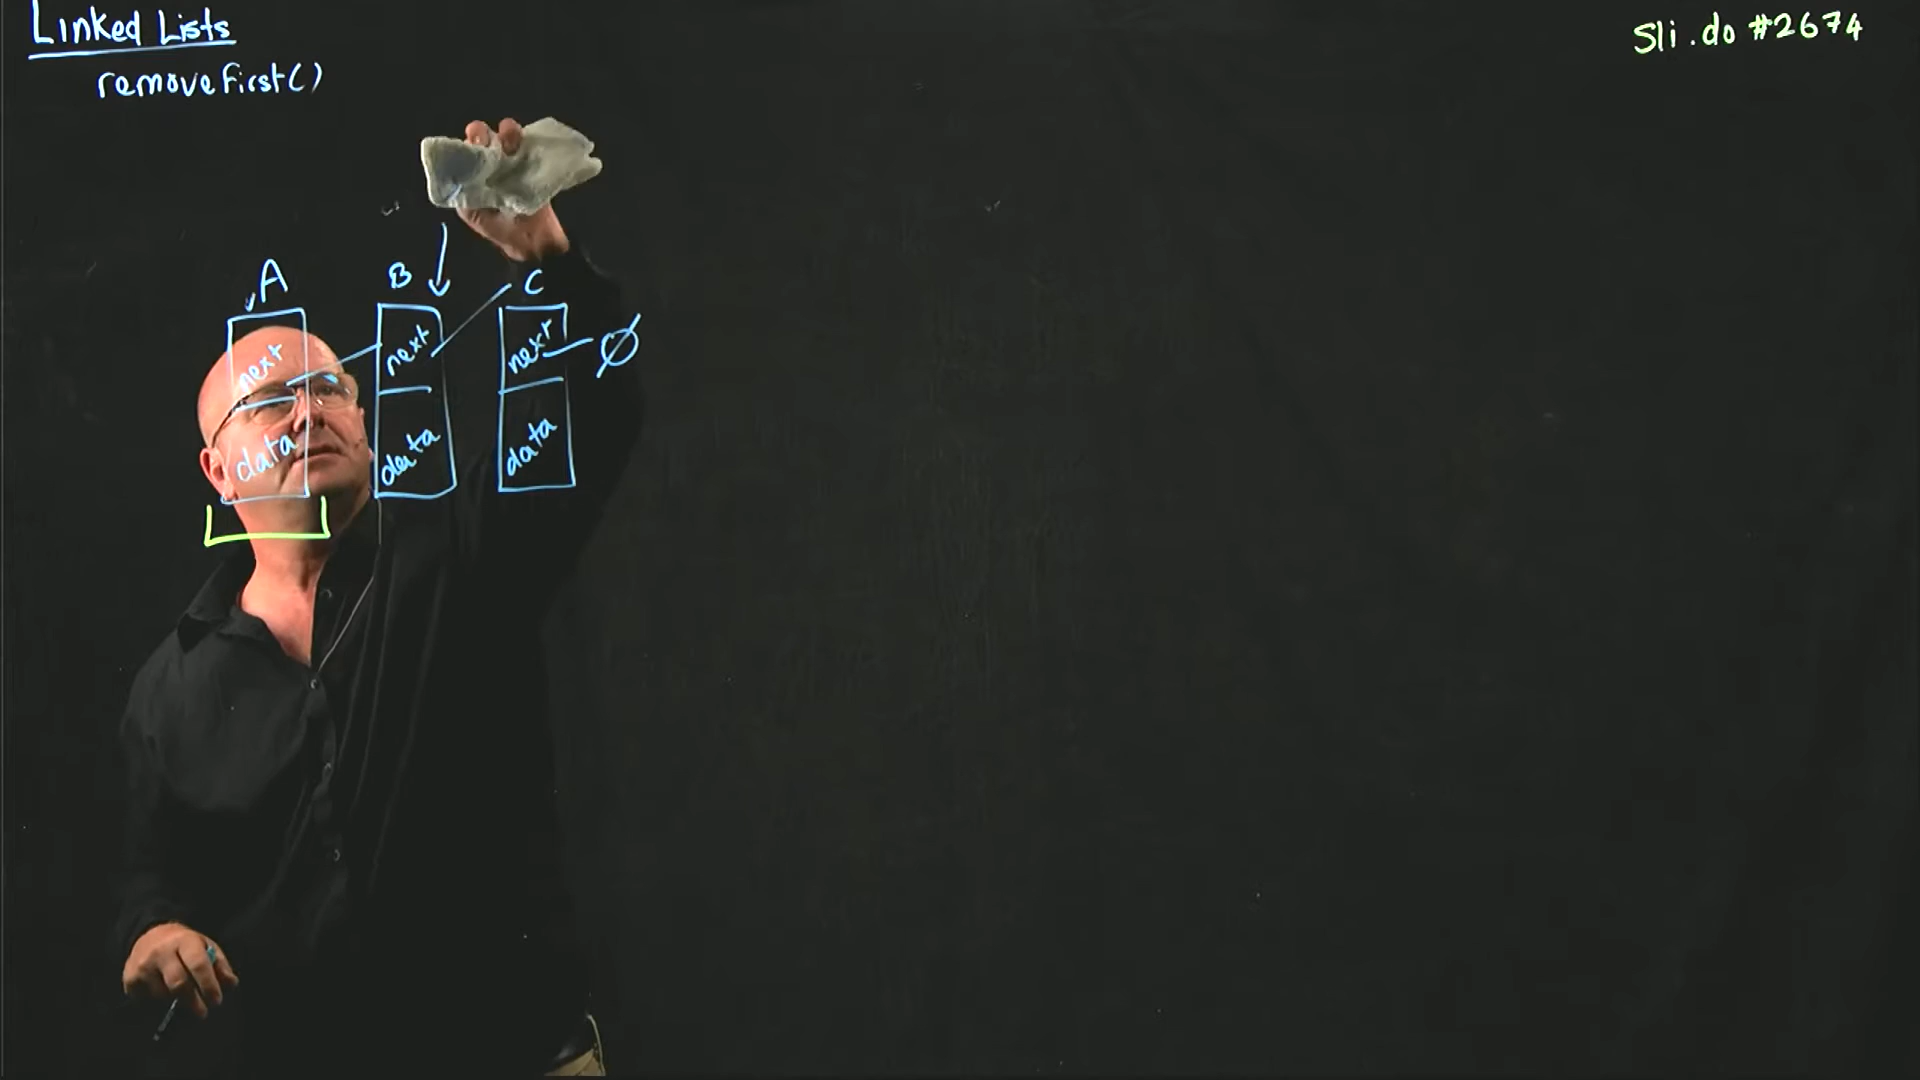 Linked Lists
removeFirst()
Sli.do #2674
A B C
next next next Ø
data data data